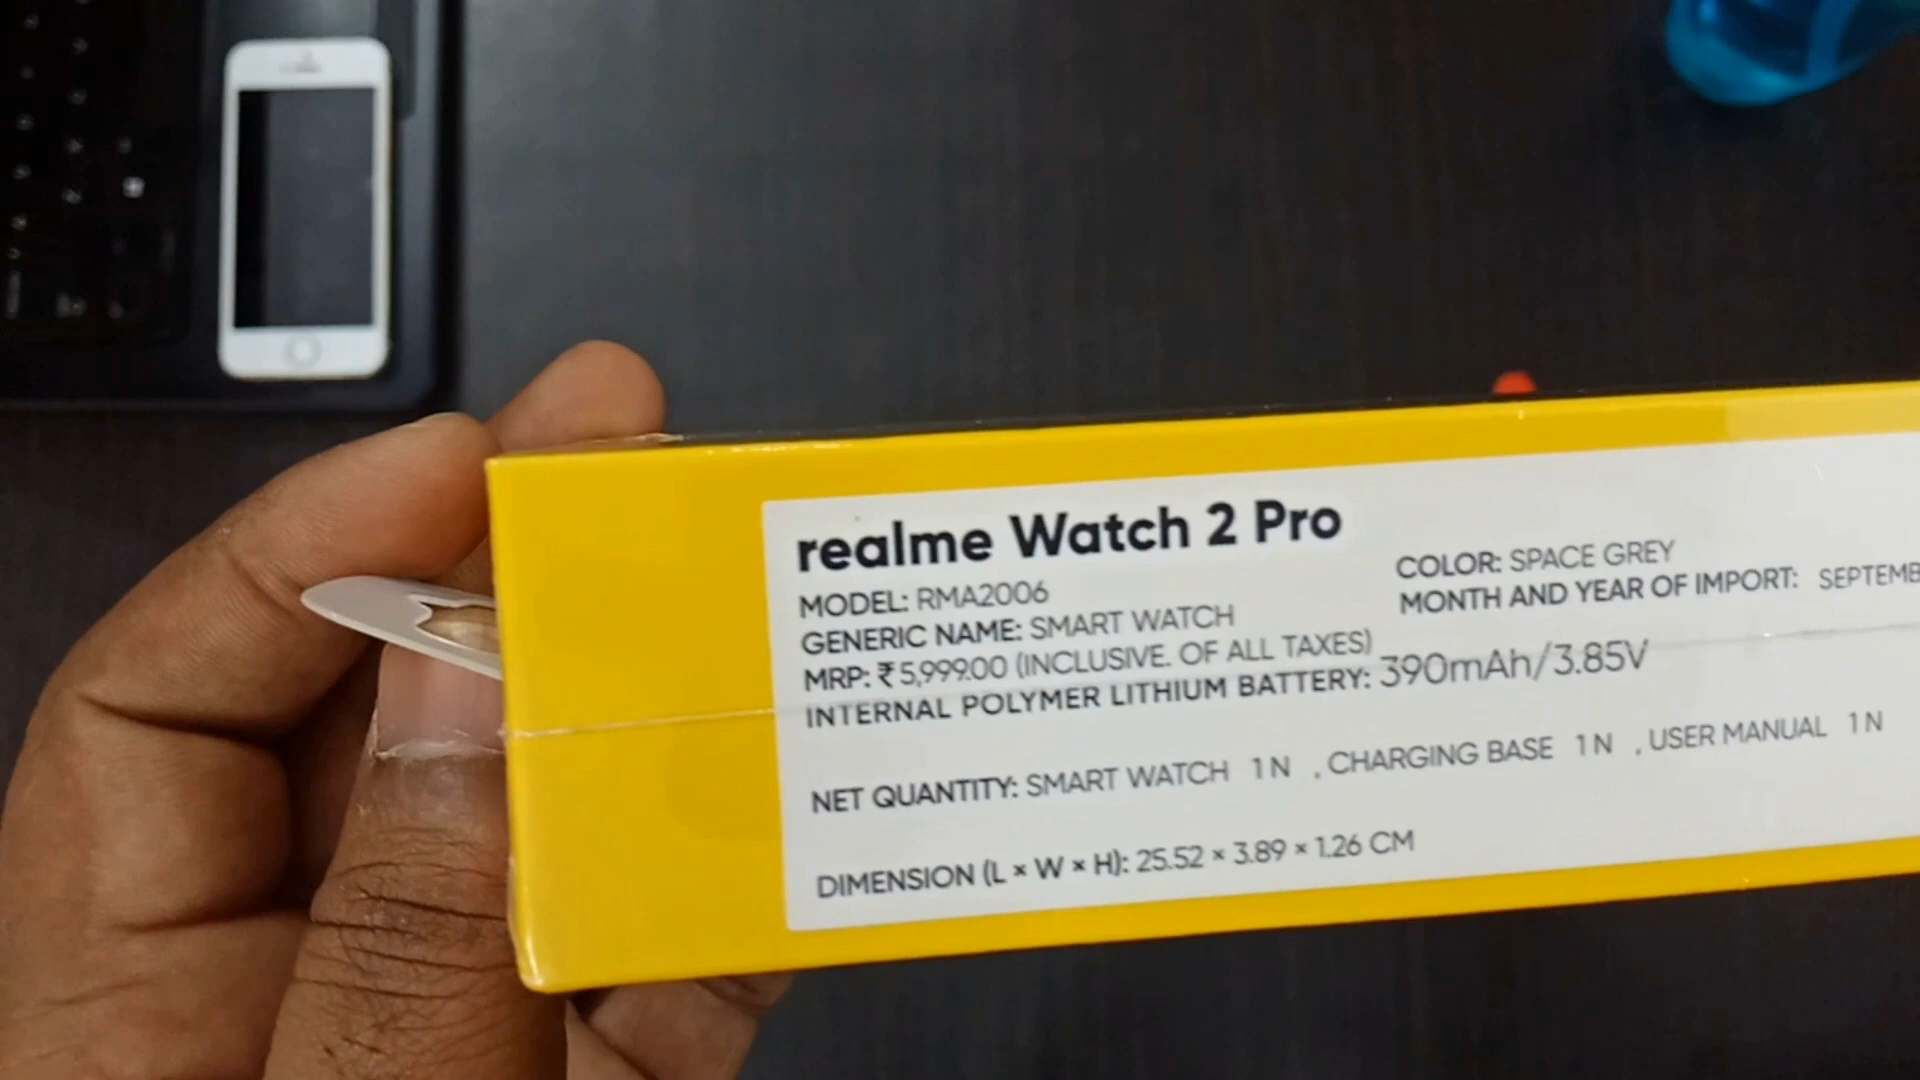 realme Watch 2 Pro
MODEL: RMA2006
GENERIC NAME: SMART WATCH
MRP: ₹5,999.00 (INCLUSIVE. OF ALL TAXES)
INTERNAL POLYMER LITHIUM BATTERY: 390mAh/3.85V
COLOR: SPACE GREY
MONTH AND YEAR OF IMPORT: SEPTEMB
NET QUANTITY: SMART WATCH 1 N , CHARGING BASE 1 N , USER MANUAL 1 N
DIMENSION (L × W × H): 25.52 × 3.89 × 1.26 CM